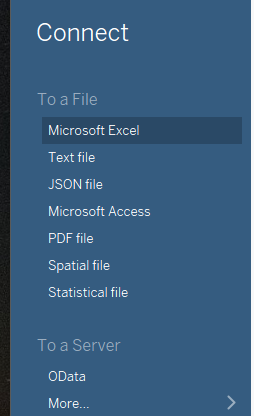 Connect
To a File
Microsoft Excel
Text file
JSON file
Microsoft Access
PDF file
Spatial file
Statistical file
To a Server
OData
More...